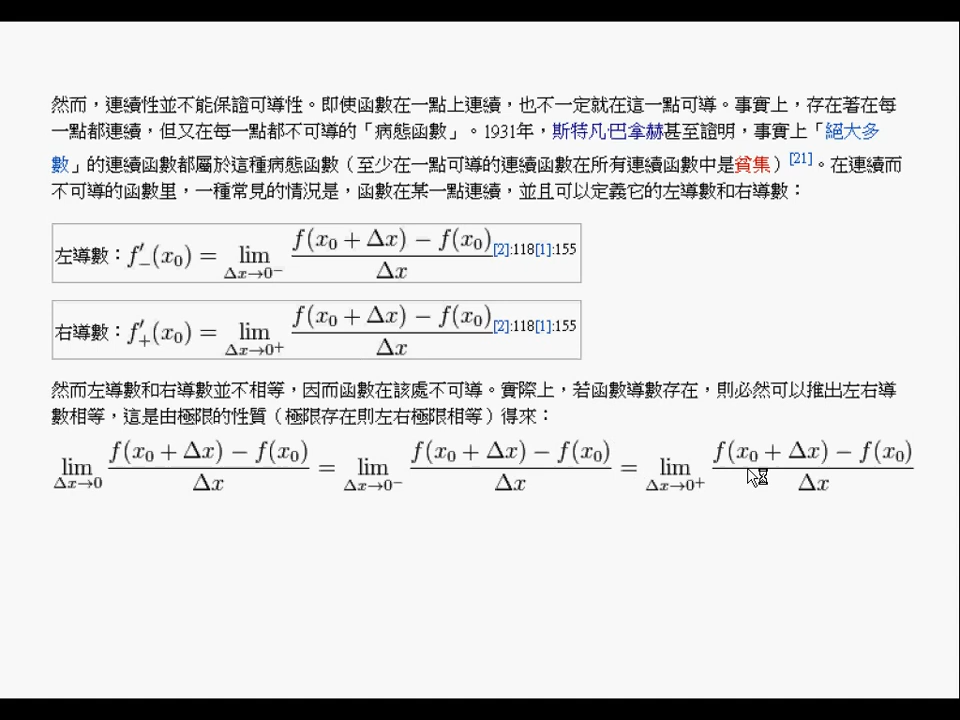 然而，連續性並不能保證可導性。即使函數在一點上連續，也不一定就在這一點可導。事實上，存在著在每
一點都連續，但又在每一點都不可導的「病態函數」。1931年，斯特凡·巴拿赫甚至證明，事實上「絕大多
數」的連續函數都屬於這種病態函數（至少在一點可導的連續函數在所有連續函數中是貧集）[21]。在連續而
不可導的函數里，一種常見的情況是，函數在某一點連續，並且可以定義它的左導數和右導數：
左導數：f′₋(x₀) = lim_{Δx→0⁻} (f(x₀ + Δx) − f(x₀))/Δx [2]:118[1]:155
右導數：f′₊(x₀) = lim_{Δx→0⁺} (f(x₀ + Δx) − f(x₀))/Δx [2]:118[1]:155
然而左導數和右導數並不相等，因而函數在該處不可導。實際上，若函數導數存在，則必然可以推出左右導
數相等，這是由極限的性質（極限存在則左右極限相等）得來：
lim_{Δx→0} (f(x₀ + Δx) − f(x₀))/Δx = lim_{Δx→0⁻} (f(x₀ + Δx) − f(x₀))/Δx = lim_{Δx→0⁺} (f(x₀ + Δx) − f(x₀))/Δx